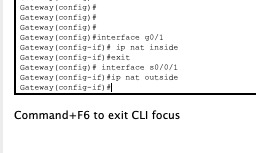 Gateway(config)#
Gateway(config)#
Gateway(config)#
Gateway(config)#interface g0/1
Gateway(config-if)# ip nat inside
Gateway(config-if)#exit
Gateway(config)# interface s0/0/1
Gateway(config-if)#ip nat outside
Gateway(config-if)#
Command+F6 to exit CLI focus